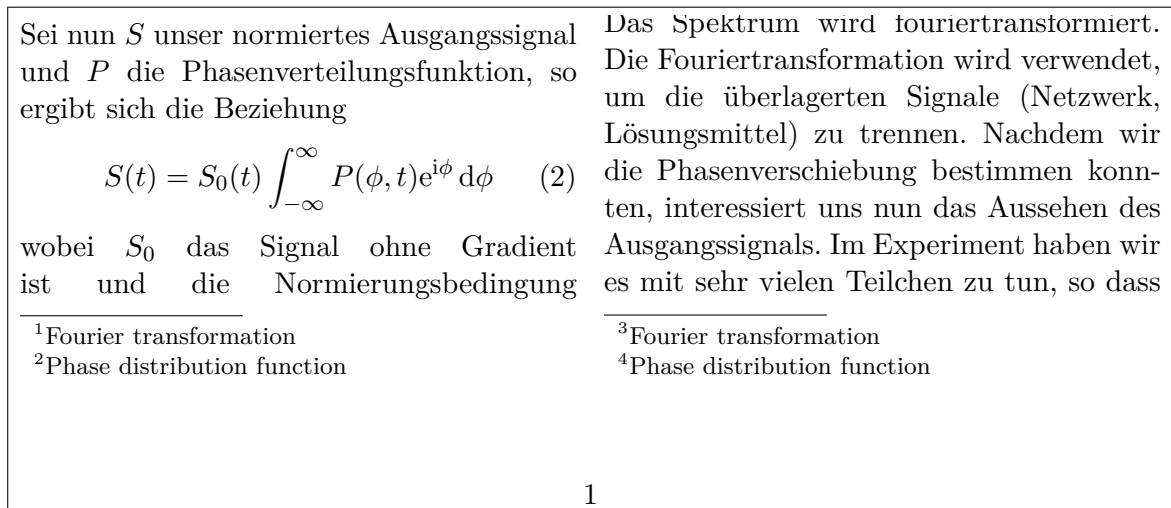 Sei nun S unser normiertes Ausgangssignal
und P die Phasenverteilungsfunktion, so
ergibt sich die Beziehung
S(t) = S₀(t) ∫_{−∞}^{∞} P(ϕ, t)e^{iϕ} dϕ (2)
wobei S₀ das Signal ohne Gradient
ist und die Normierungsbedingung
¹Fourier transformation
²Phase distribution function
Das Spektrum wird fouriertransformiert.
Die Fouriertransformation wird verwendet,
um die überlagerten Signale (Netzwerk,
Lösungsmittel) zu trennen. Nachdem wir
die Phasenverschiebung bestimmen konn-
ten, interessiert uns nun das Aussehen des
Ausgangssignals. Im Experiment haben wir
es mit sehr vielen Teilchen zu tun, so dass
³Fourier transformation
⁴Phase distribution function
1